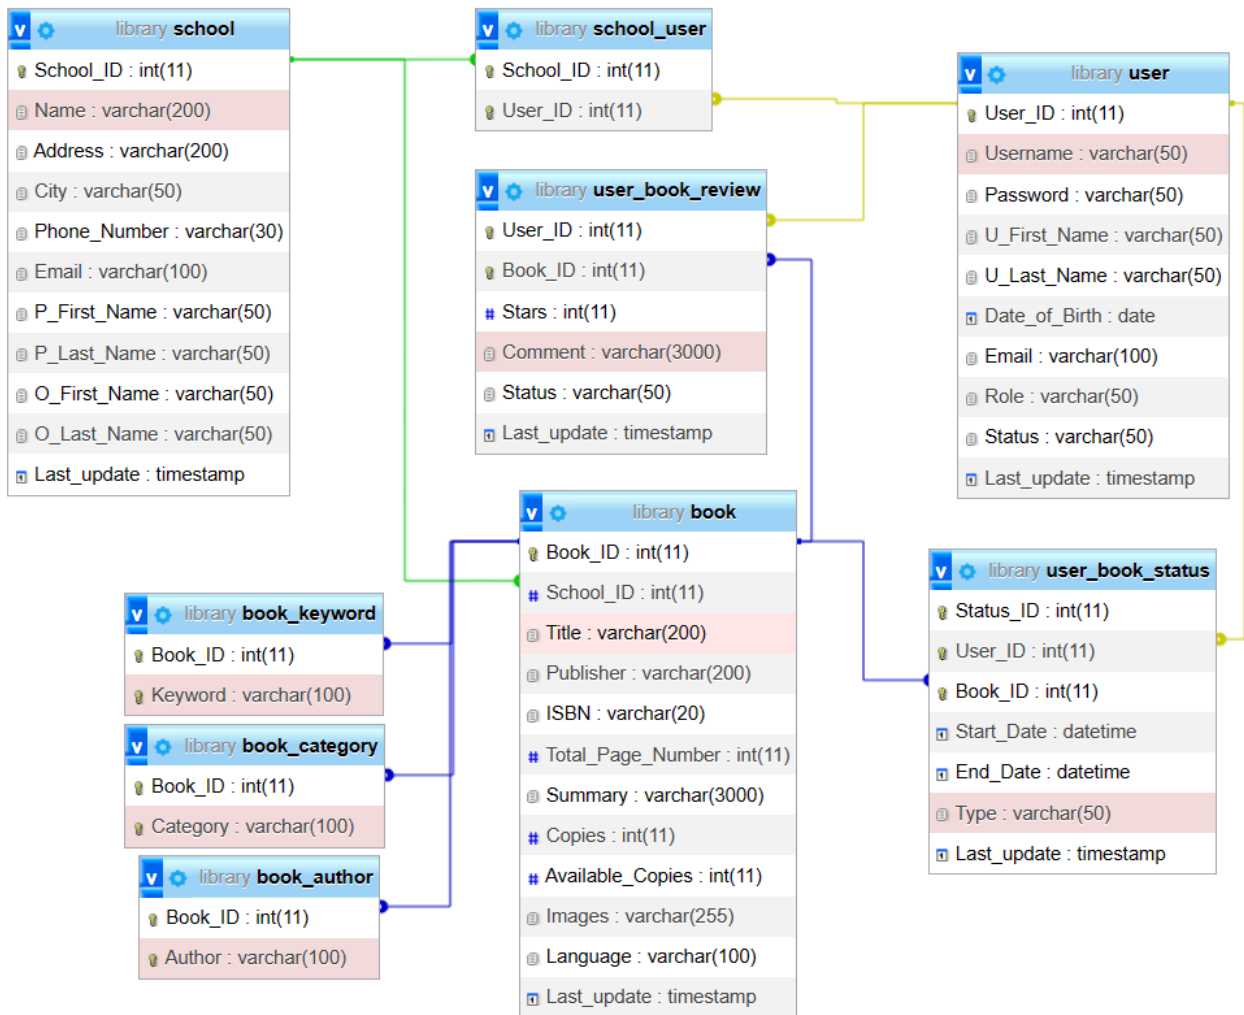 library school
School_ID : int(11)
Name : varchar(200)
Address : varchar(200)
City : varchar(50)
Phone_Number : varchar(30)
Email : varchar(100)
P_First_Name : varchar(50)
P_Last_Name : varchar(50)
O_First_Name : varchar(50)
O_Last_Name : varchar(50)
Last_update : timestamp
library school_user
School_ID : int(11)
User_ID : int(11)
library user_book_review
User_ID : int(11)
Book_ID : int(11)
Stars : int(11)
Comment : varchar(3000)
Status : varchar(50)
Last_update : timestamp
library user
User_ID : int(11)
Username : varchar(50)
Password : varchar(50)
U_First_Name : varchar(50)
U_Last_Name : varchar(50)
Date_of_Birth : date
Email : varchar(100)
Role : varchar(50)
Status : varchar(50)
Last_update : timestamp
library book_keyword
Book_ID : int(11)
Keyword : varchar(100)
library book_category
Book_ID : int(11)
Category : varchar(100)
library book_author
Book_ID : int(11)
Author : varchar(100)
library book
Book_ID : int(11)
School_ID : int(11)
Title : varchar(200)
Publisher : varchar(200)
ISBN : varchar(20)
Total_Page_Number : int(11)
Summary : varchar(3000)
Copies : int(11)
Available_Copies : int(11)
Images : varchar(255)
Language : varchar(100)
Last_update : timestamp
library user_book_status
Status_ID : int(11)
User_ID : int(11)
Book_ID : int(11)
Start_Date : datetime
End_Date : datetime
Type : varchar(50)
Last_update : timestamp